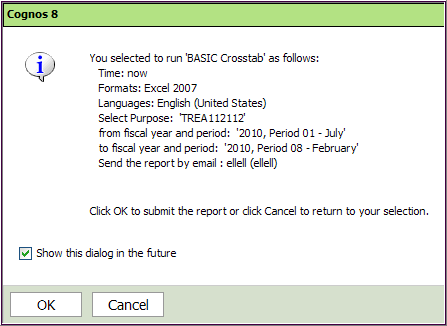 Cognos 8
You selected to run 'BASIC Crosstab' as follows:
Time: now
Formats: Excel 2007
Languages: English (United States)
Select Purpose:  'TREA112112'
from fiscal year and period:  '2010, Period 01 - July'
to fiscal year and period:  '2010, Period 08 - February'
Send the report by email : ellell (ellell)
Click OK to submit the report or click Cancel to return to your selection.
Show this dialog in the future
OK
Cancel